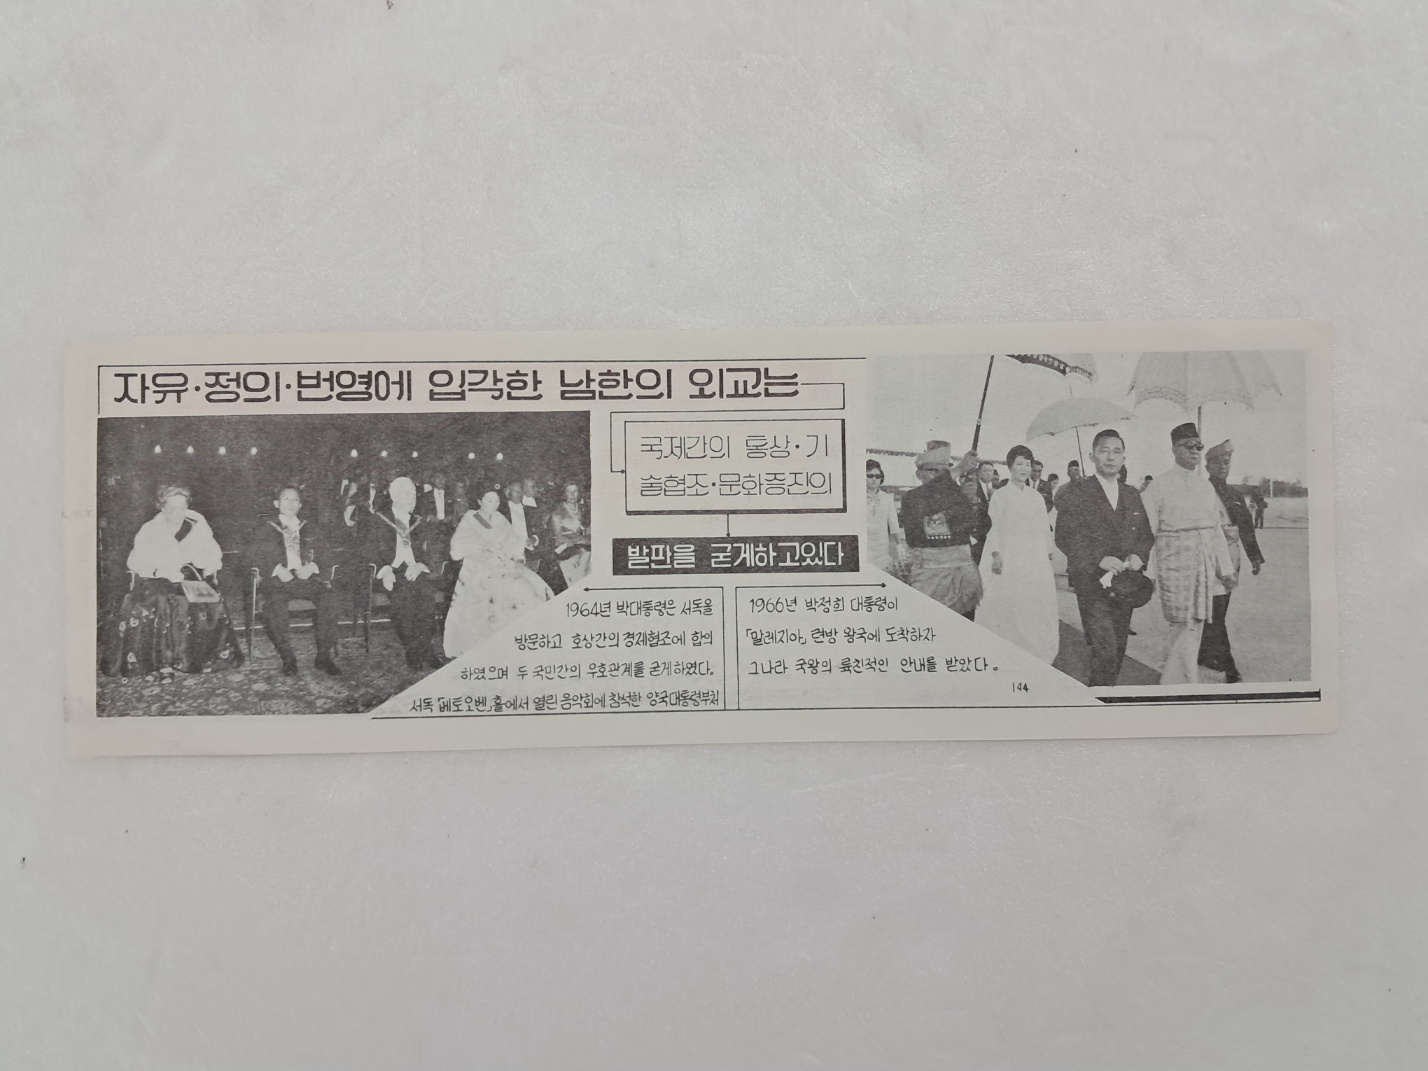 자유·정의·번영에 입각한 남한의 외교는
국제간의 통상·기
술협조·문화증진의
발판을 굳게하고있다
1964년 박대통령은 서독을
방문하고 호상간의 경제협조에 합의
하였으며 두 국민간의 우호관계를 굳게하였다.
서독 「베토오벤」홀에서 열린 음악회에 참석한 양국대통령부처
1966년 박정희 대통령이
「말레지아」 련방 왕국에 도착하자
그나라 국왕의 륙친적인 안내를 받았다。
144